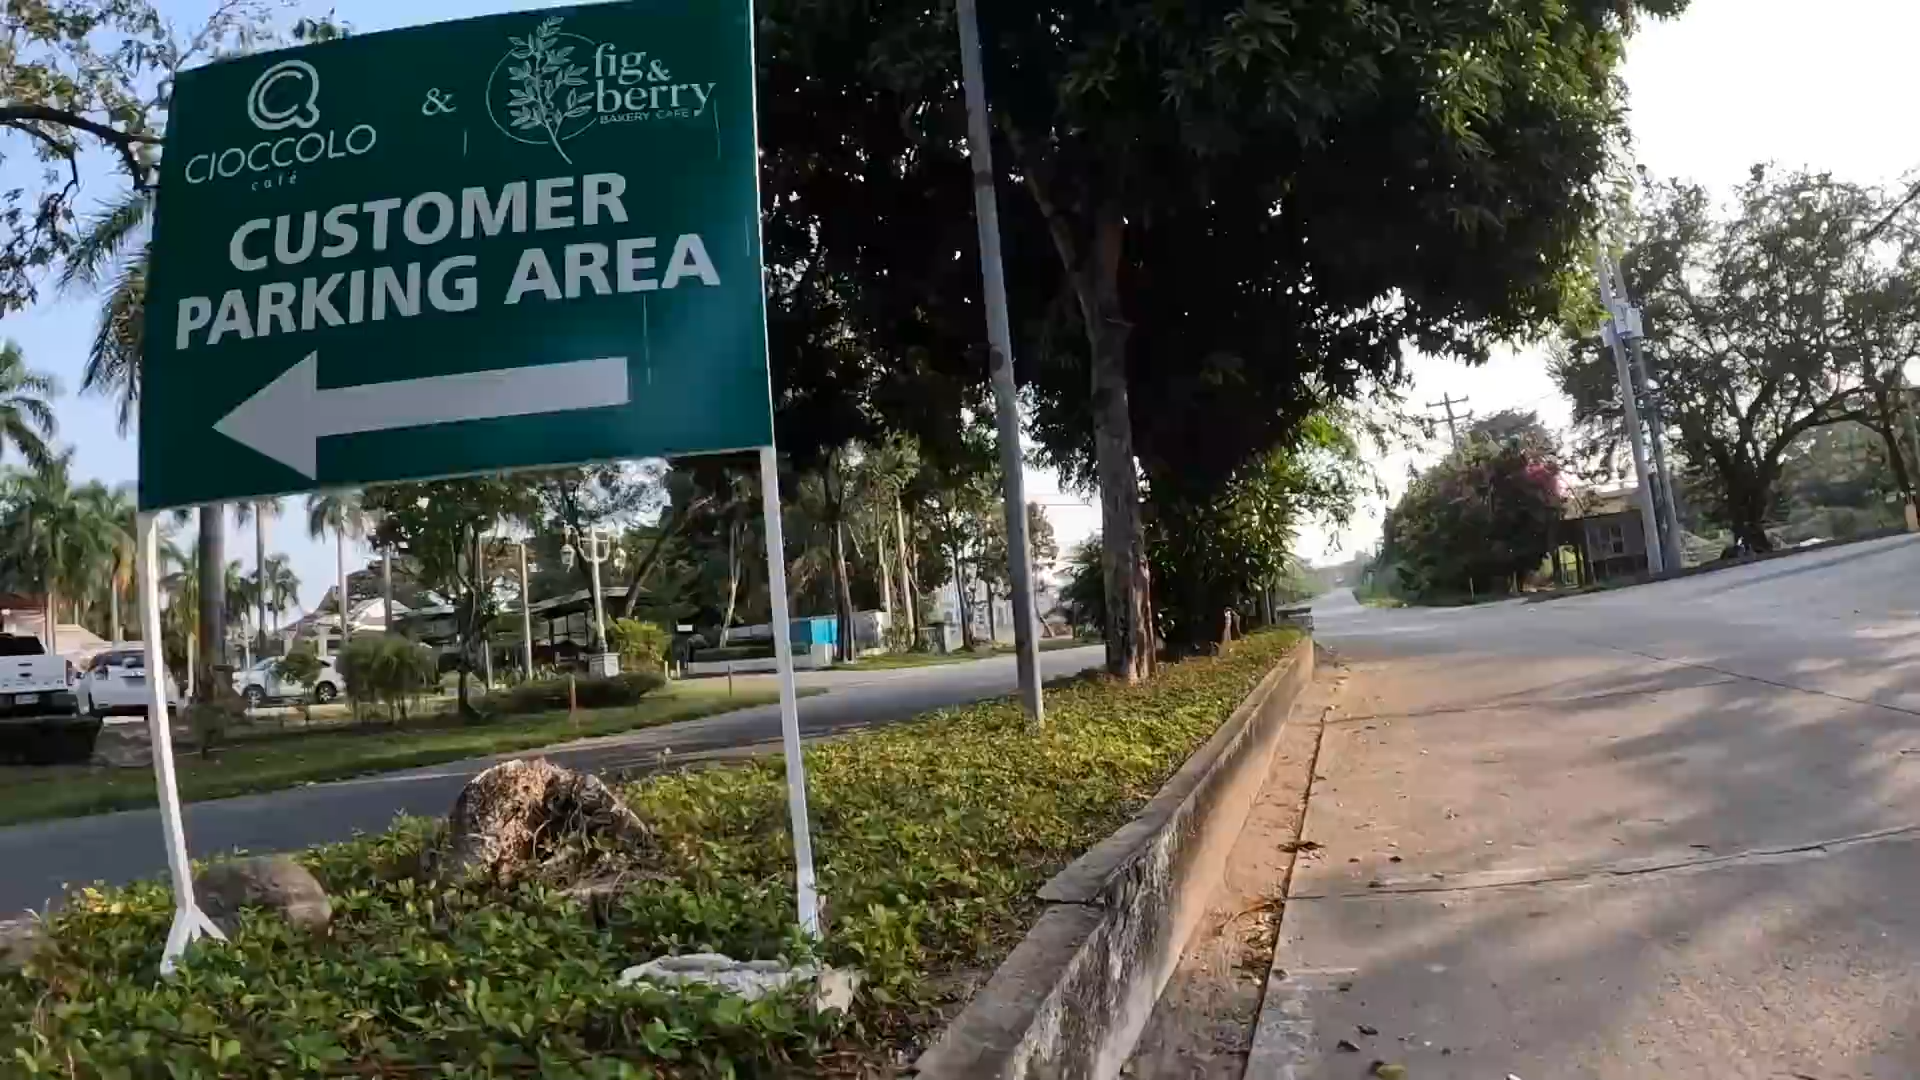 CIOCCOLO
café
&
fig &
berry
BAKERY CAFE
CUSTOMER
PARKING AREA